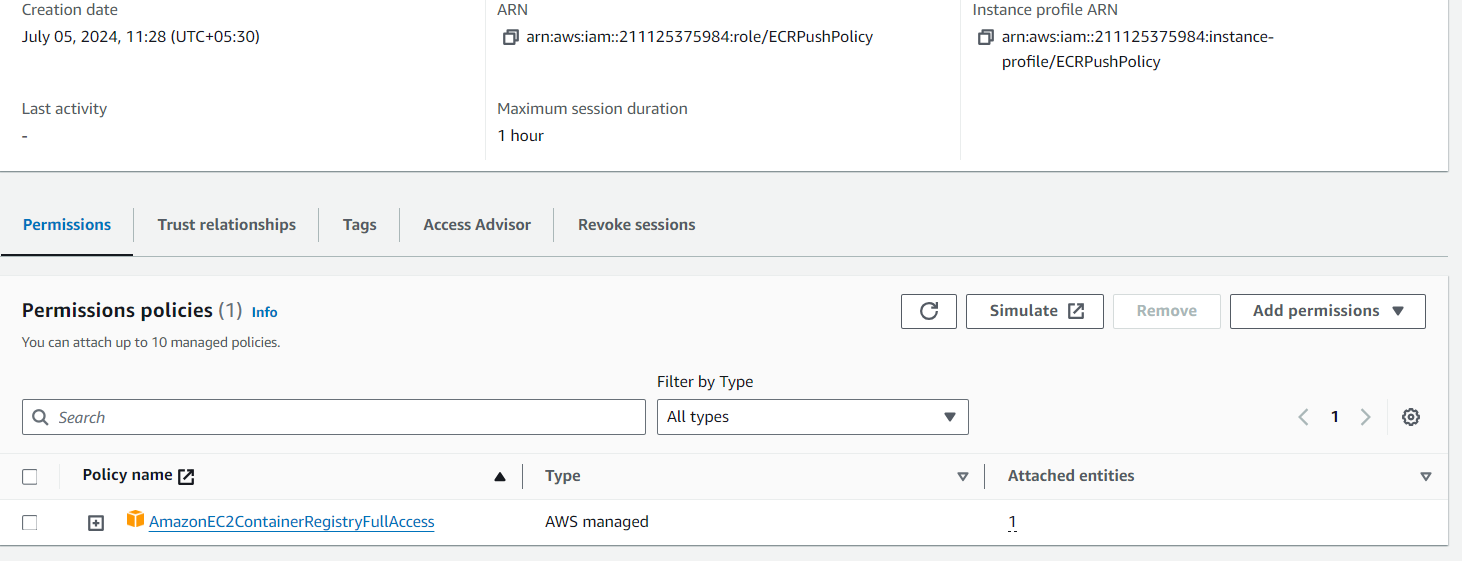 Creation date
July 05, 2024, 11:28 (UTC+05:30)
ARN
arn:aws:iam::211125375984:role/ECRPushPolicy
Instance profile ARN
arn:aws:iam::211125375984:instance-
profile/ECRPushPolicy
Last activity
-
Maximum session duration
1 hour
Permissions
Trust relationships
Tags
Access Advisor
Revoke sessions
Permissions policies (1) Info
You can attach up to 10 managed policies.
Simulate
Remove
Add permissions
Filter by Type
Search
All types
1
Policy name
Type
Attached entities
AmazonEC2ContainerRegistryFullAccess
AWS managed
1